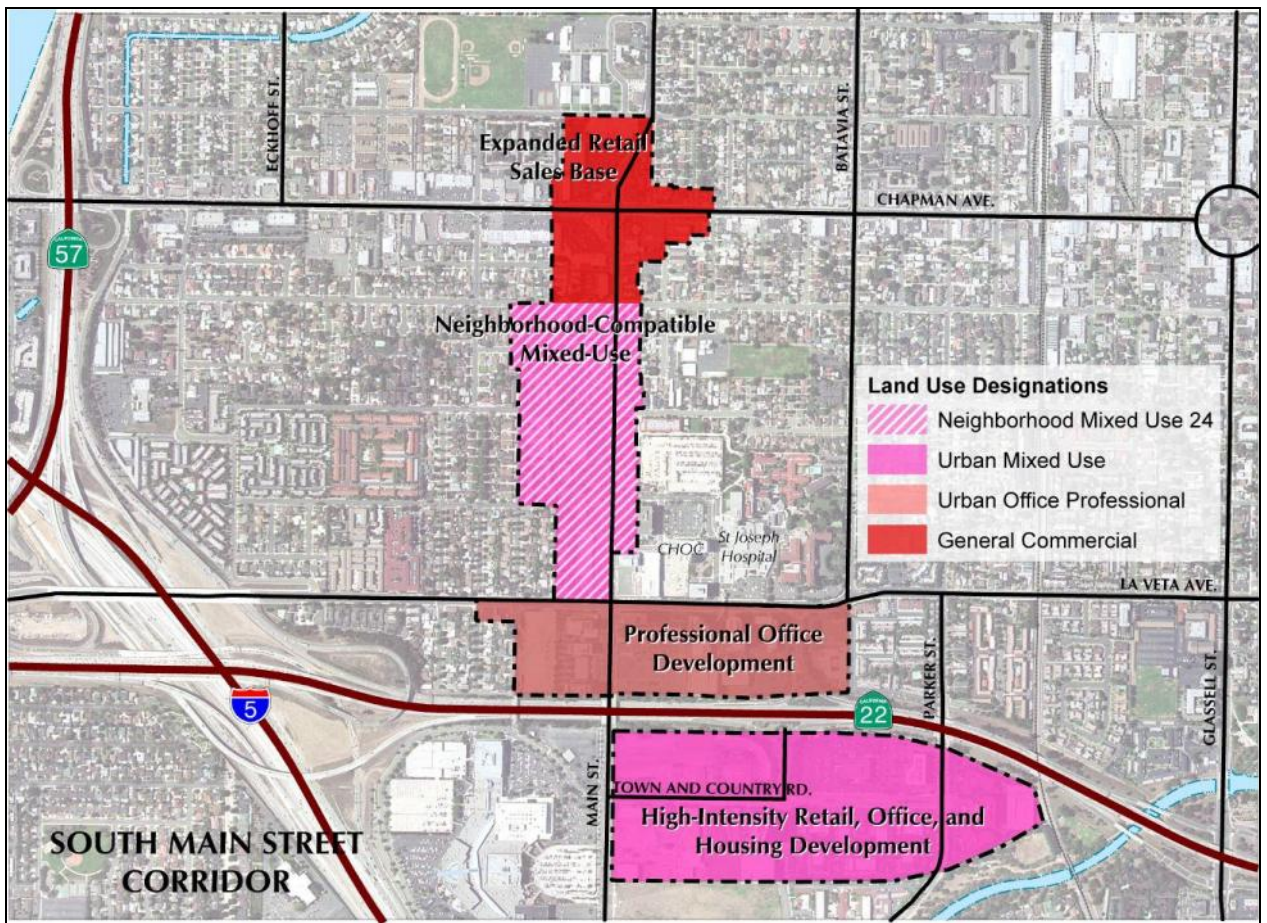 ECKHOFF ST.
BATAVIA ST.
Expanded Retail
Sales Base
CHAPMAN AVE.
CALIFORNIA
57
Neighborhood-Compatible
Mixed-Use
Land Use Designations
Neighborhood Mixed Use 24
Urban Mixed Use
Urban Office Professional
General Commercial
CHOC
St Joseph
Hospital
LA VETA AVE.
Professional Office
Development
PARKER ST.
GLASSELL ST.
5
CALIFORNIA
22
MAIN ST.
TOWN AND COUNTRY RD.
High-Intensity Retail, Office, and
Housing Development
SOUTH MAIN STREET
CORRIDOR